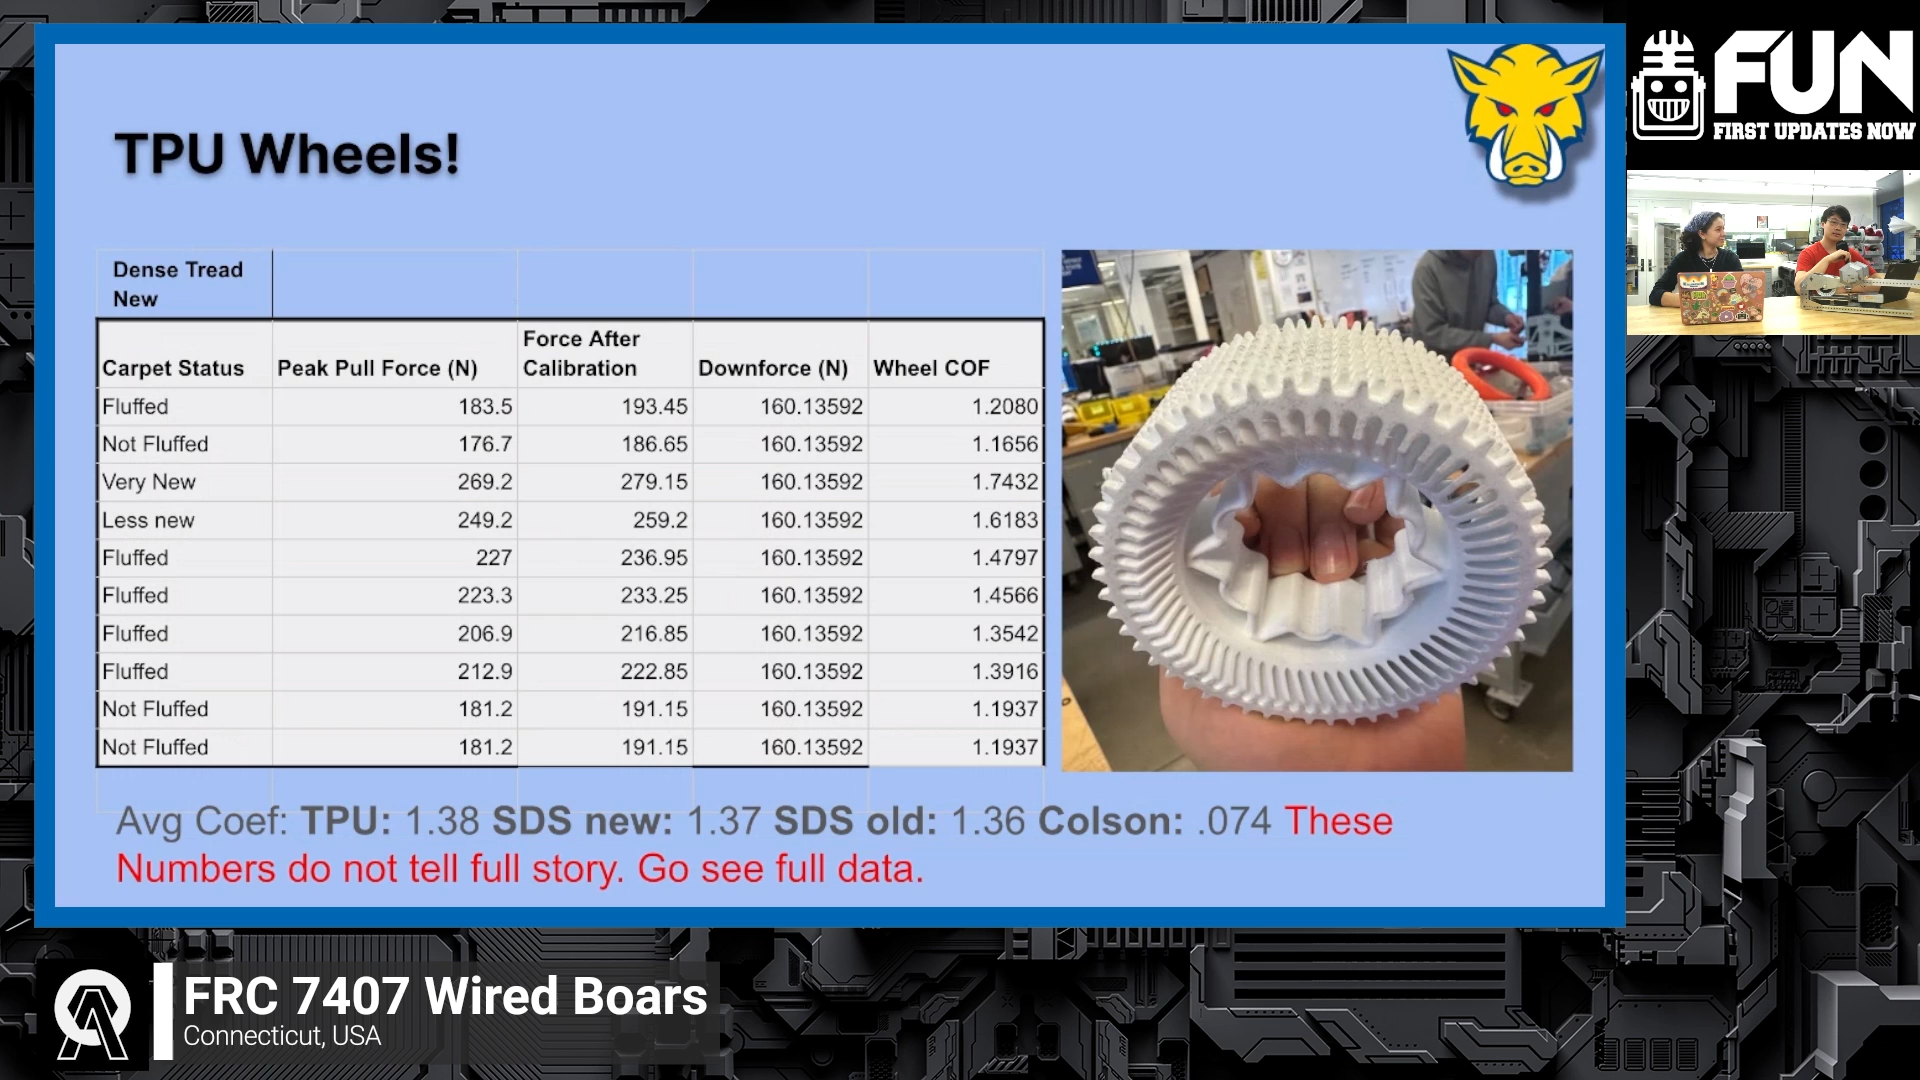 FUN
FIRST UPDATES NOW
TPU Wheels!
Dense Tread New
Carpet Status Peak Pull Force (N) Force After Calibration Downforce (N) Wheel COF
Fluffed 183.5 193.45 160.13592 1.2080
Not Fluffed 176.7 186.65 160.13592 1.1656
Very New 269.2 279.15 160.13592 1.7432
Less new 249.2 259.2 160.13592 1.6183
Fluffed 227 236.95 160.13592 1.4797
Fluffed 223.3 233.25 160.13592 1.4566
Fluffed 206.9 216.85 160.13592 1.3542
Fluffed 212.9 222.85 160.13592 1.3916
Not Fluffed 181.2 191.15 160.13592 1.1937
Not Fluffed 181.2 191.15 160.13592 1.1937
Avg Coef: TPU: 1.38 SDS new: 1.37 SDS old: 1.36 Colson: .074 These
Numbers do not tell full story. Go see full data.
FRC 7407 Wired Boars
Connecticut, USA